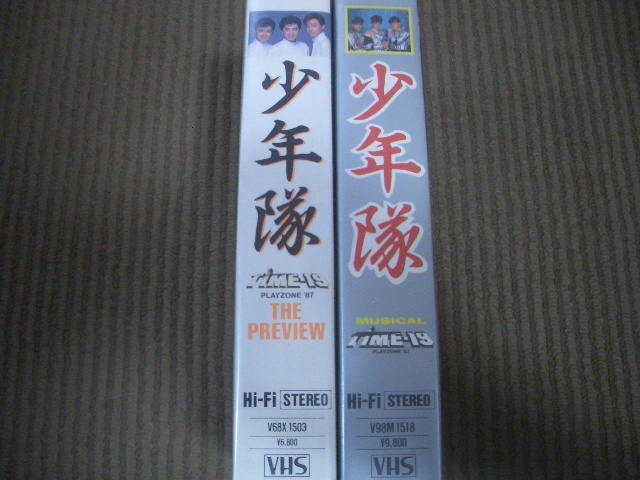 少年隊
TIME-19
PLAYZONE '87
THE
PREVIEW
Hi-Fi STEREO
V68X 1503
¥6,800
VHS
少年隊
MUSICAL
TIME-19
PLAYZONE '87
Hi-Fi STEREO
V98M 1518
¥9,800
VHS